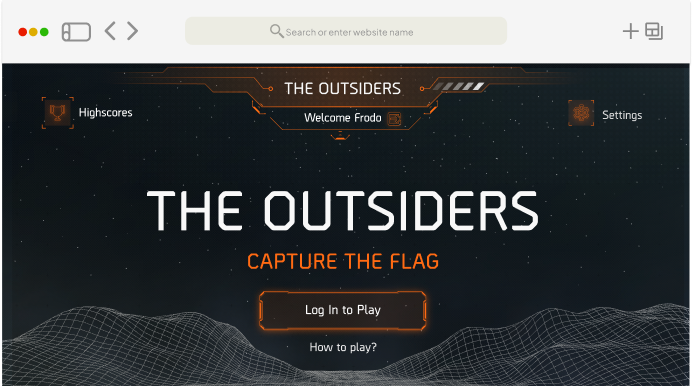 Search or enter website name
THE OUTSIDERS
Welcome Frodo
Highscores
Settings
THE OUTSIDERS
CAPTURE THE FLAG
Log In to Play
How to play?